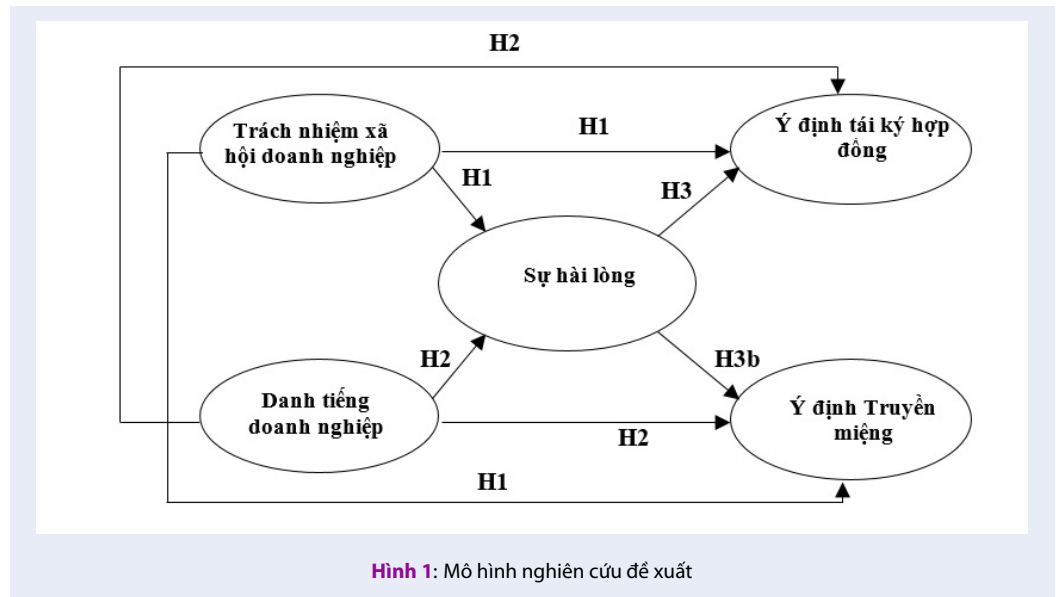 H2
Trách nhiệm xã
hội doanh nghiệp
H1
Ý định tái ký hợp
đồng
H1
H3
Sự hài lòng
H2
H3b
Danh tiếng
doanh nghiệp
H2
Ý định Truyền
miệng
H1
Hình 1: Mô hình nghiên cứu đề xuất